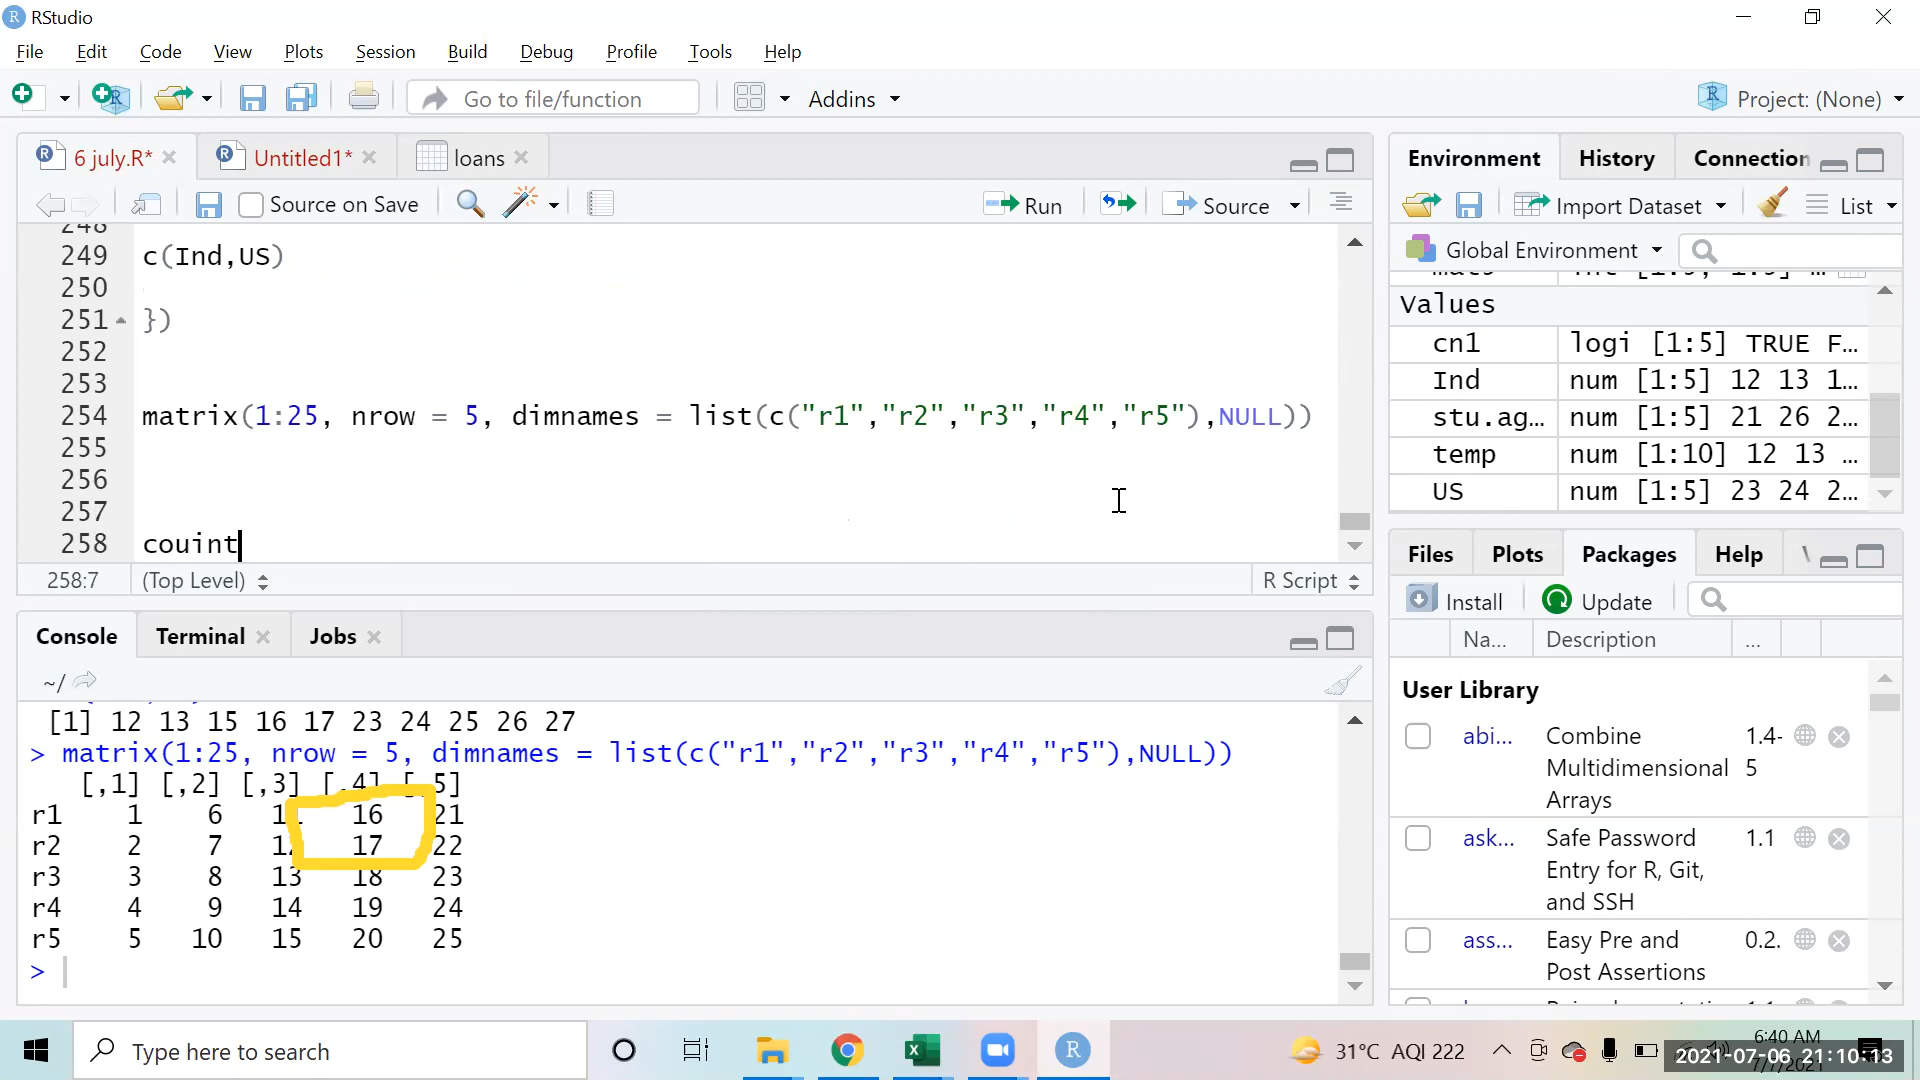 RStudio
File Edit Code View Plots Session Build Debug Profile Tools Help
Go to file/function Addins Project: (None)
6 july.R* Untitled1* loans
Source on Save Run Source
248
249 c(Ind,US)
250
251 })
252
253
254 matrix(1:25, nrow = 5, dimnames = list(c("r1","r2","r3","r4","r5"),NULL))
255
256
257
258 couint
258:7 (Top Level) R Script
Console Terminal Jobs
~/
[1] 12 13 15 16 17 23 24 25 26 27
> matrix(1:25, nrow = 5, dimnames = list(c("r1","r2","r3","r4","r5"),NULL))
[,1] [,2] [,3] [,4] [,5]
r1 1 6 11 16 21
r2 2 7 12 17 22
r3 3 8 13 18 23
r4 4 9 14 19 24
r5 5 10 15 20 25
>
Environment History Connection
Import Dataset List
Global Environment
Values
cn1 logi [1:5] TRUE F…
Ind num [1:5] 12 13 1…
stu.ag… num [1:5] 21 26 2…
temp num [1:10] 12 13 …
US num [1:5] 23 24 2…
Files Plots Packages Help
Install Update
Na... Description ...
User Library
abi… Combine Multidimensional Arrays 1.4-5
ask… Safe Password Entry for R, Git, and SSH 1.1
ass… Easy Pre and Post Assertions 0.2.
Type here to search
31°C AQI 222
6:40 AM
2021-07-06 21:10:13